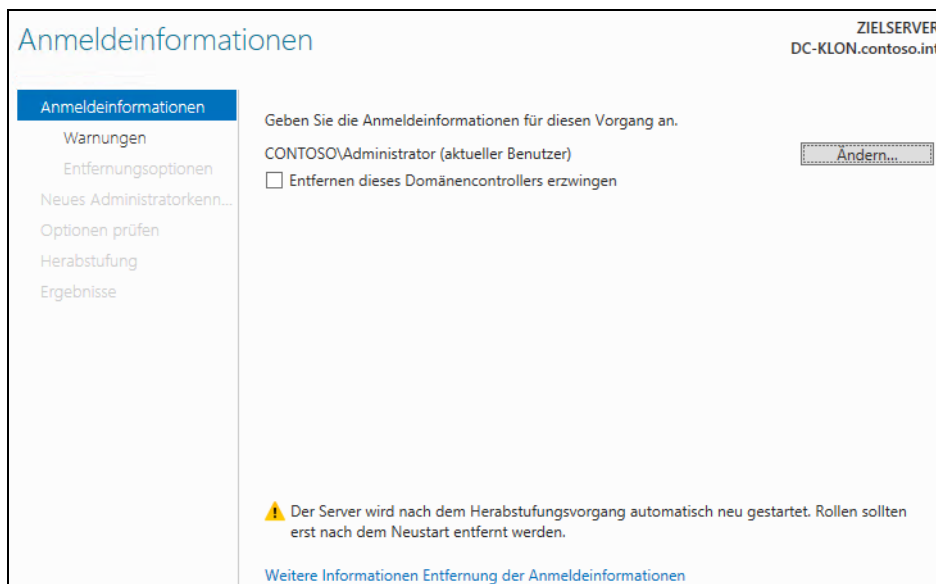 Anmeldeinformationen
ZIELSERVER
DC-KLON.contoso.int
Anmeldeinformationen
Warnungen
Entfernungsoptionen
Neues Administratorkenn...
Optionen prüfen
Herabstufung
Ergebnisse
Geben Sie die Anmeldeinformationen für diesen Vorgang an.
CONTOSO\Administrator (aktueller Benutzer)
Ändern...
Entfernen dieses Domänencontrollers erzwingen
Der Server wird nach dem Herabstufungsvorgang automatisch neu gestartet. Rollen sollten
erst nach dem Neustart entfernt werden.
Weitere Informationen Entfernung der Anmeldeinformationen